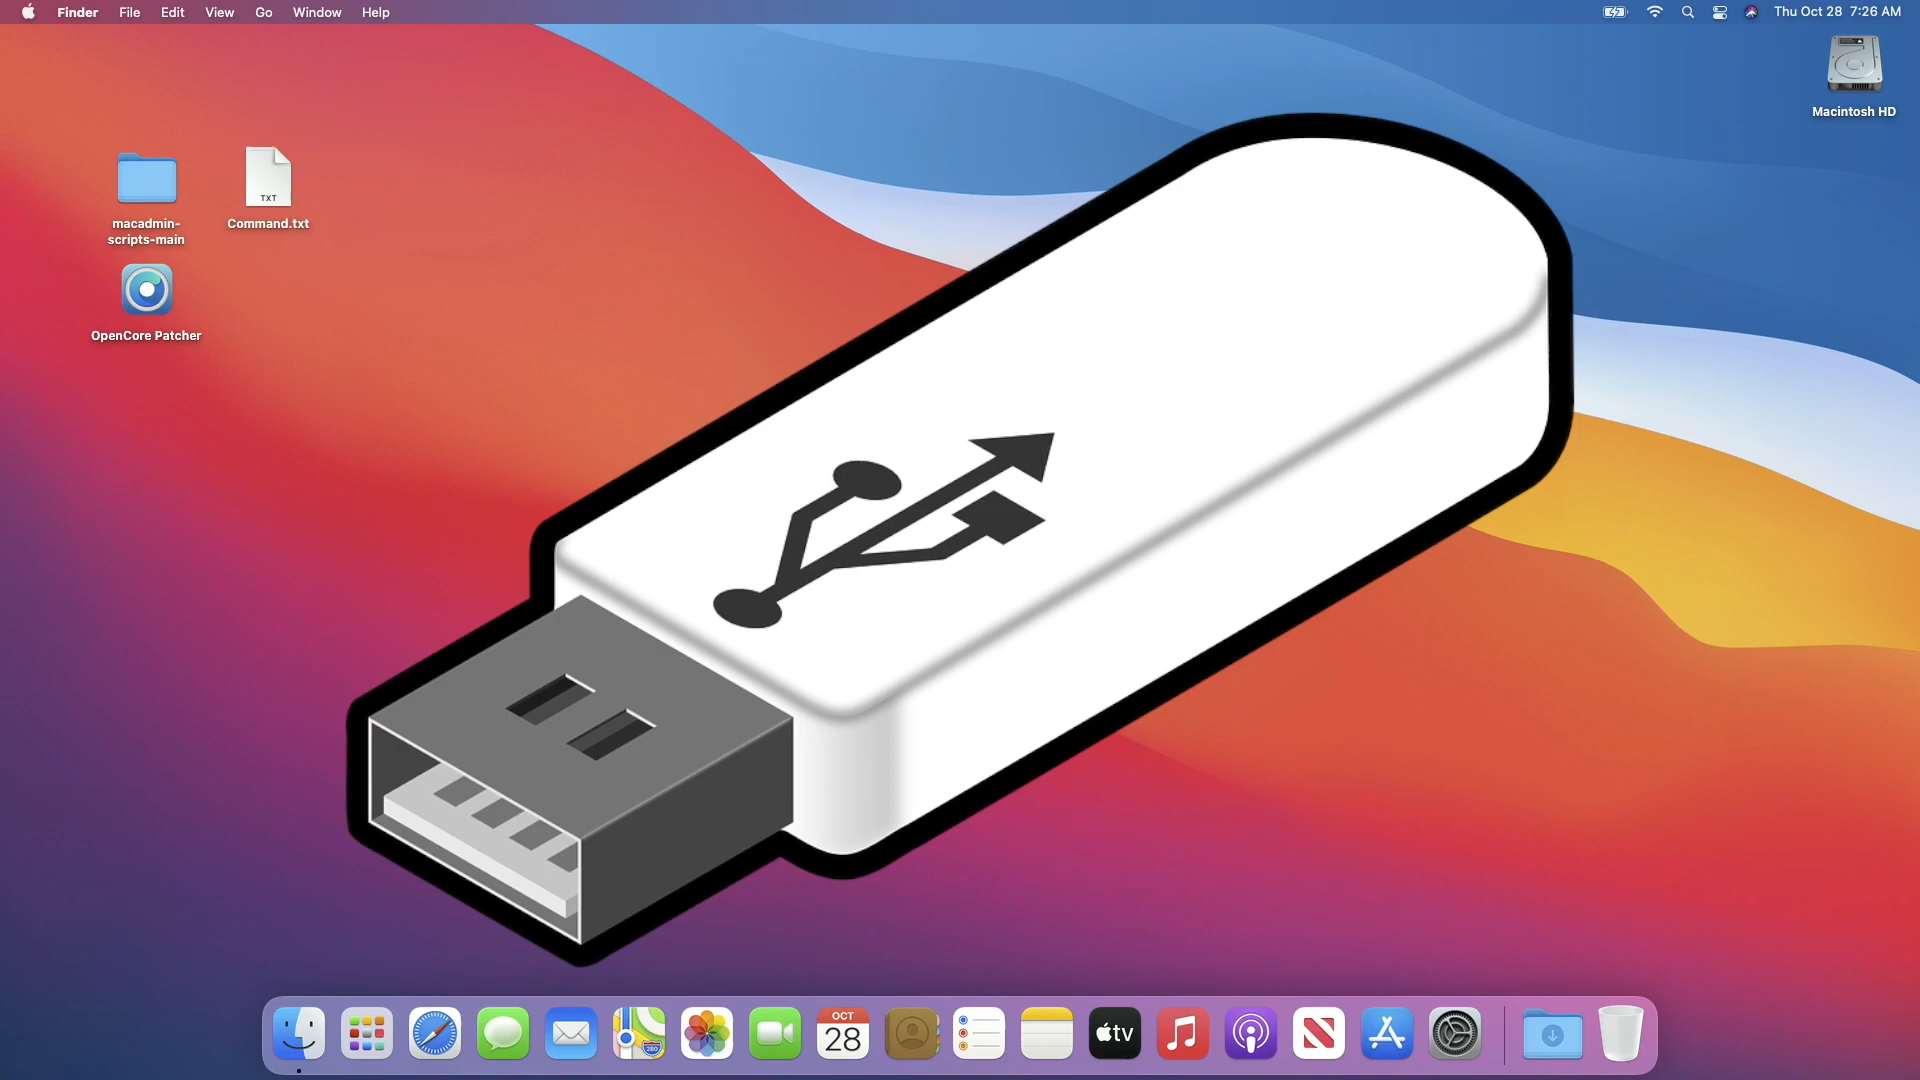 Finder File Edit View Go Window Help
Thu Oct 28 7:26 AM
Macintosh HD
TXT
macadmin-
scripts-main
Command.txt
OpenCore Patcher
OCT
28
280
tv